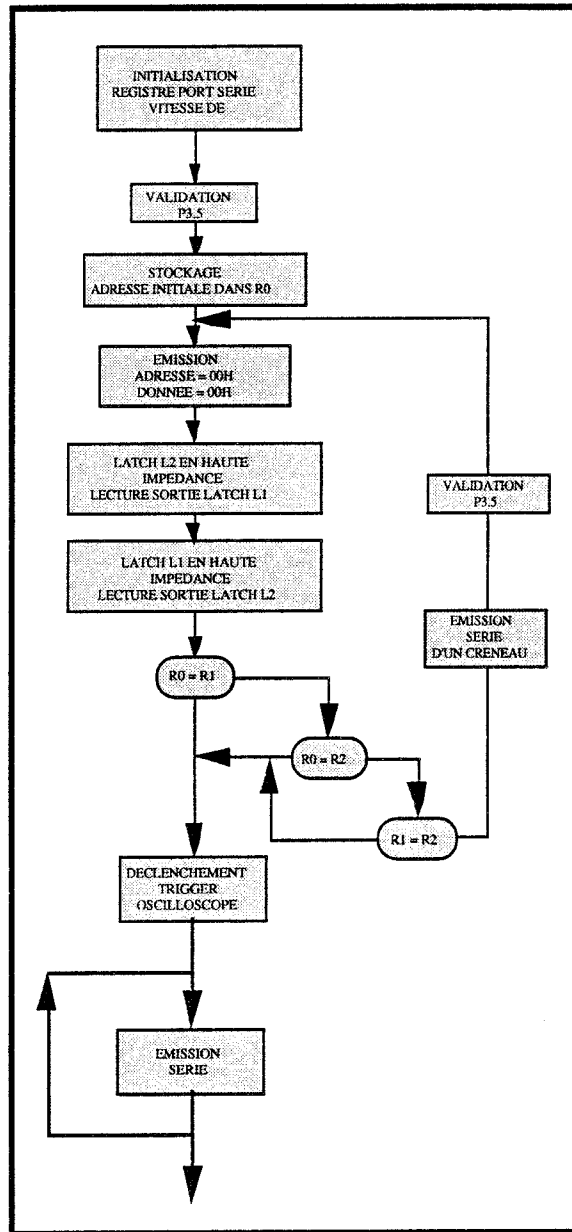 INITIALISATION
REGISTRE PORT SERIE
VITESSE DE
VALIDATION
P3.5
STOCKAGE
ADRESSE INITIALE DANS R0
EMISSION
ADRESSE = 00H
DONNEE = 00H
LATCH L2 EN HAUTE
IMPEDANCE
LECTURE SORTIE LATCH L1
VALIDATION
P3.5
LATCH L1 EN HAUTE
IMPEDANCE
LECTURE SORTIE LATCH L2
EMISSION
SERIE
D'UN CRENEAU
R0 = R1
R0 = R2
R1 = R2
DECLENCHEMENT
TRIGGER
OSCILLOSCOPE
EMISSION
SERIE